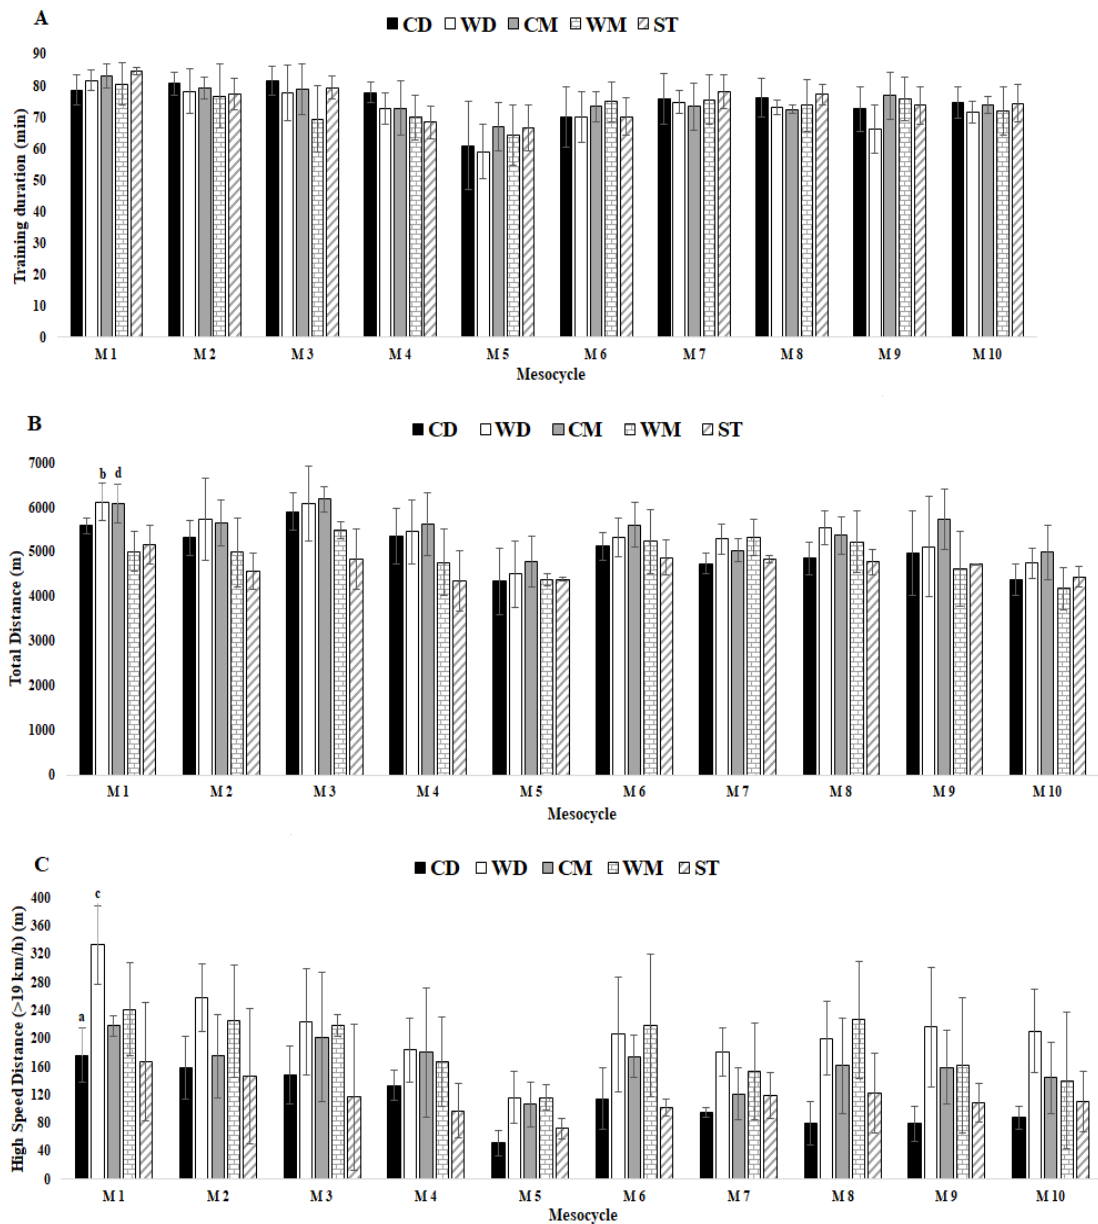 A
CD WD CM WM ST
Training duration (min)
90
80
70
60
50
40
30
20
10
0
M 1 M 2 M 3 M 4 M 5 M 6 M 7 M 8 M 9 M 10
Mesocycle
B
CD WD CM WM ST
Total Distance (m)
7000
6000
5000
4000
3000
2000
1000
0
b d
M 1 M 2 M 3 M 4 M 5 M 6 M 7 M 8 M 9 M 10
Mesocycle
C
CD WD CM WM ST
High Speed Distance (>19 km/h) (m)
400
360
320
280
240
200
160
120
80
40
0
c
a
M 1 M 2 M 3 M 4 M 5 M 6 M 7 M 8 M 9 M 10
Mesocycle